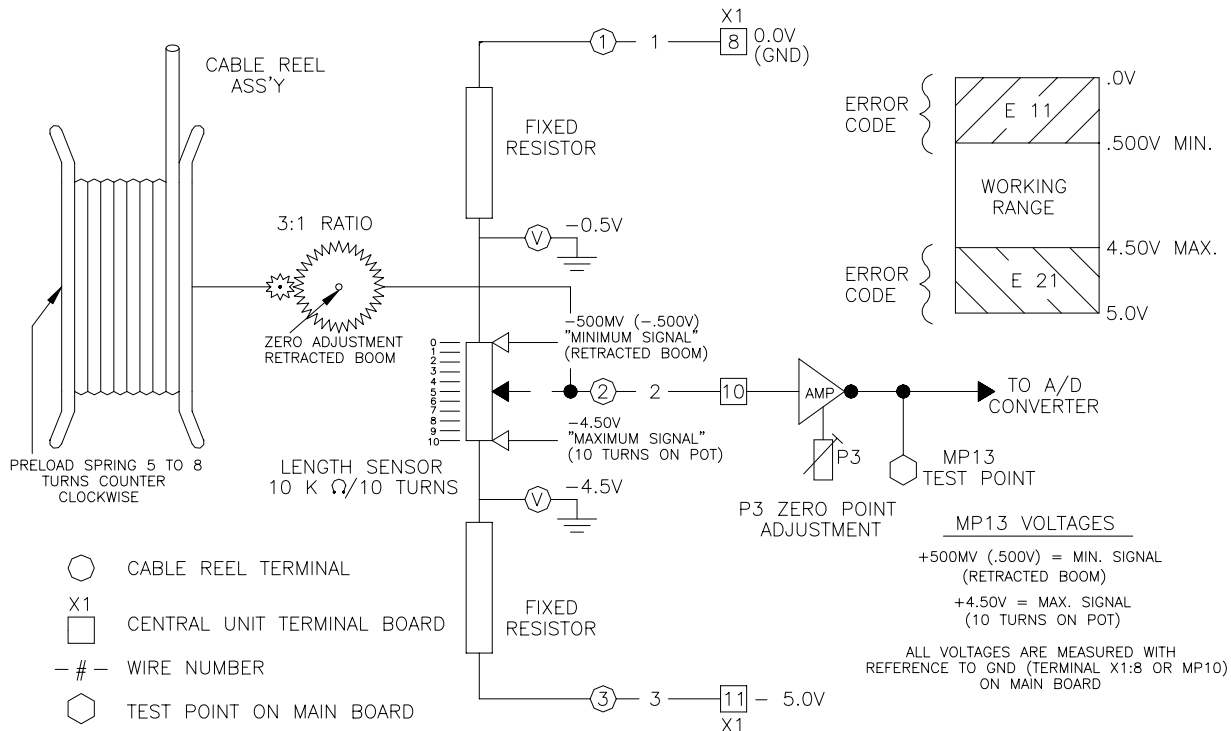 X1
1
1
8
0.0V
(GND)
CABLE REEL
ASS'Y
FIXED
RESISTOR
ERROR
CODE
E 11
.0V
.500V MIN.
WORKING
RANGE
4.50V MAX.
ERROR
CODE
E 21
5.0V
3:1 RATIO
V
−0.5V
ZERO ADJUSTMENT
RETRACTED BOOM
0
1
2
3
4
5
6
7
8
9
10
−500MV (−.500V)
"MINIMUM SIGNAL"
(RETRACTED BOOM)
2
2
10
AMP
TO A/D
CONVERTER
−4.50V
"MAXIMUM SIGNAL"
(10 TURNS ON POT)
P3
MP13
TEST POINT
PRELOAD SPRING 5 TO 8
TURNS COUNTER
CLOCKWISE
LENGTH SENSOR
10 K Ω/10 TURNS
V
−4.5V
P3 ZERO POINT
ADJUSTMENT
MP13 VOLTAGES
+500MV (.500V) = MIN. SIGNAL
(RETRACTED BOOM)
+4.50V = MAX. SIGNAL
(10 TURNS ON POT)
ALL VOLTAGES ARE MEASURED WITH
REFERENCE TO GND (TERMINAL X1:8 OR MP10)
ON MAIN BOARD
FIXED
RESISTOR
3
3
11
− 5.0V
X1
CABLE REEL TERMINAL
X1
CENTRAL UNIT TERMINAL BOARD
−#− WIRE NUMBER
TEST POINT ON MAIN BOARD